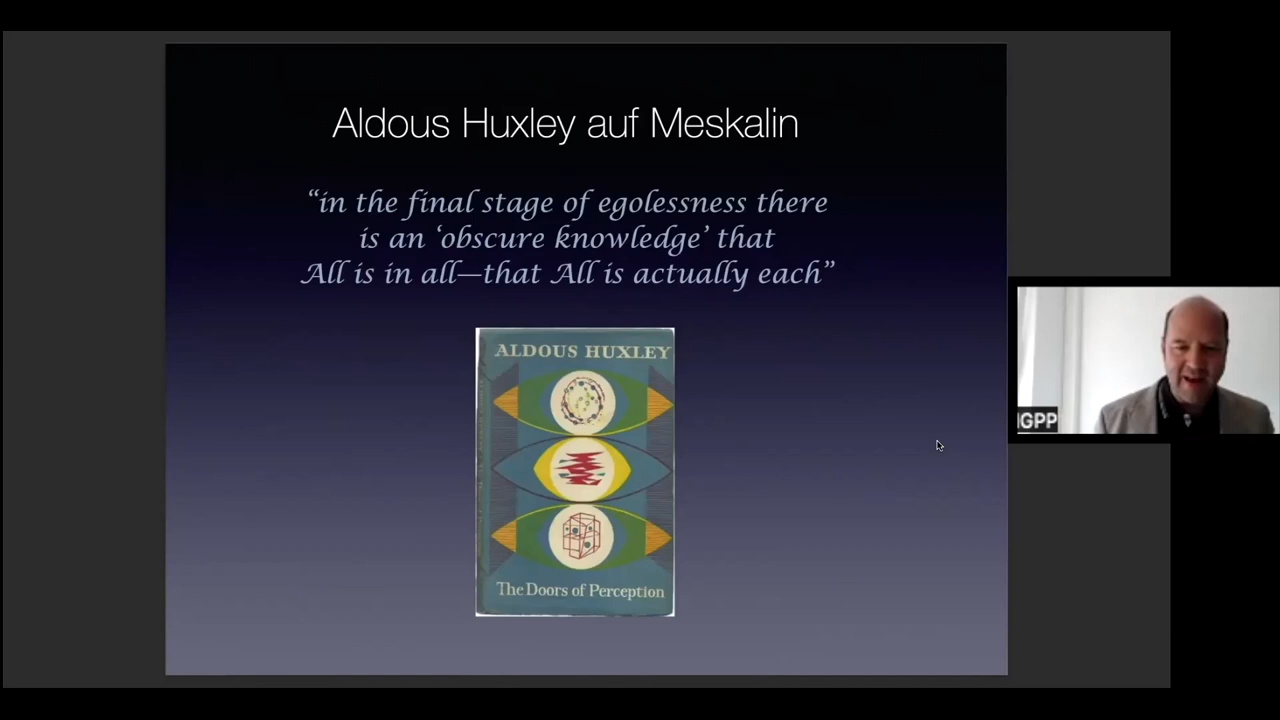 Aldous Huxley auf Meskalin
“in the final stage of egolessness there
is an ‘obscure knowledge’ that
All is in all—that All is actually each”
ALDOUS HUXLEY
The Doors of Perception
IGPP